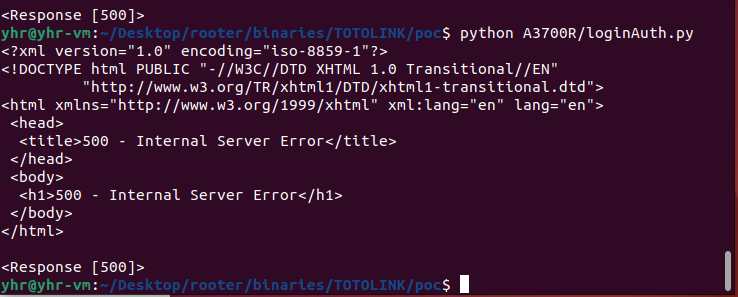 <Response [500]>
yhr@yhr-vm:~/Desktop/rooter/binaries/TOTOLINK/poc$ python A3700R/loginAuth.py
<?xml version="1.0" encoding="iso-8859-1"?>
<!DOCTYPE html PUBLIC "-//W3C//DTD XHTML 1.0 Transitional//EN"
         "http://www.w3.org/TR/xhtml1/DTD/xhtml1-transitional.dtd">
<html xmlns="http://www.w3.org/1999/xhtml" xml:lang="en" lang="en">
 <head>
  <title>500 - Internal Server Error</title>
 </head>
 <body>
  <h1>500 - Internal Server Error</h1>
 </body>
</html>

<Response [500]>
yhr@yhr-vm:~/Desktop/rooter/binaries/TOTOLINK/poc$